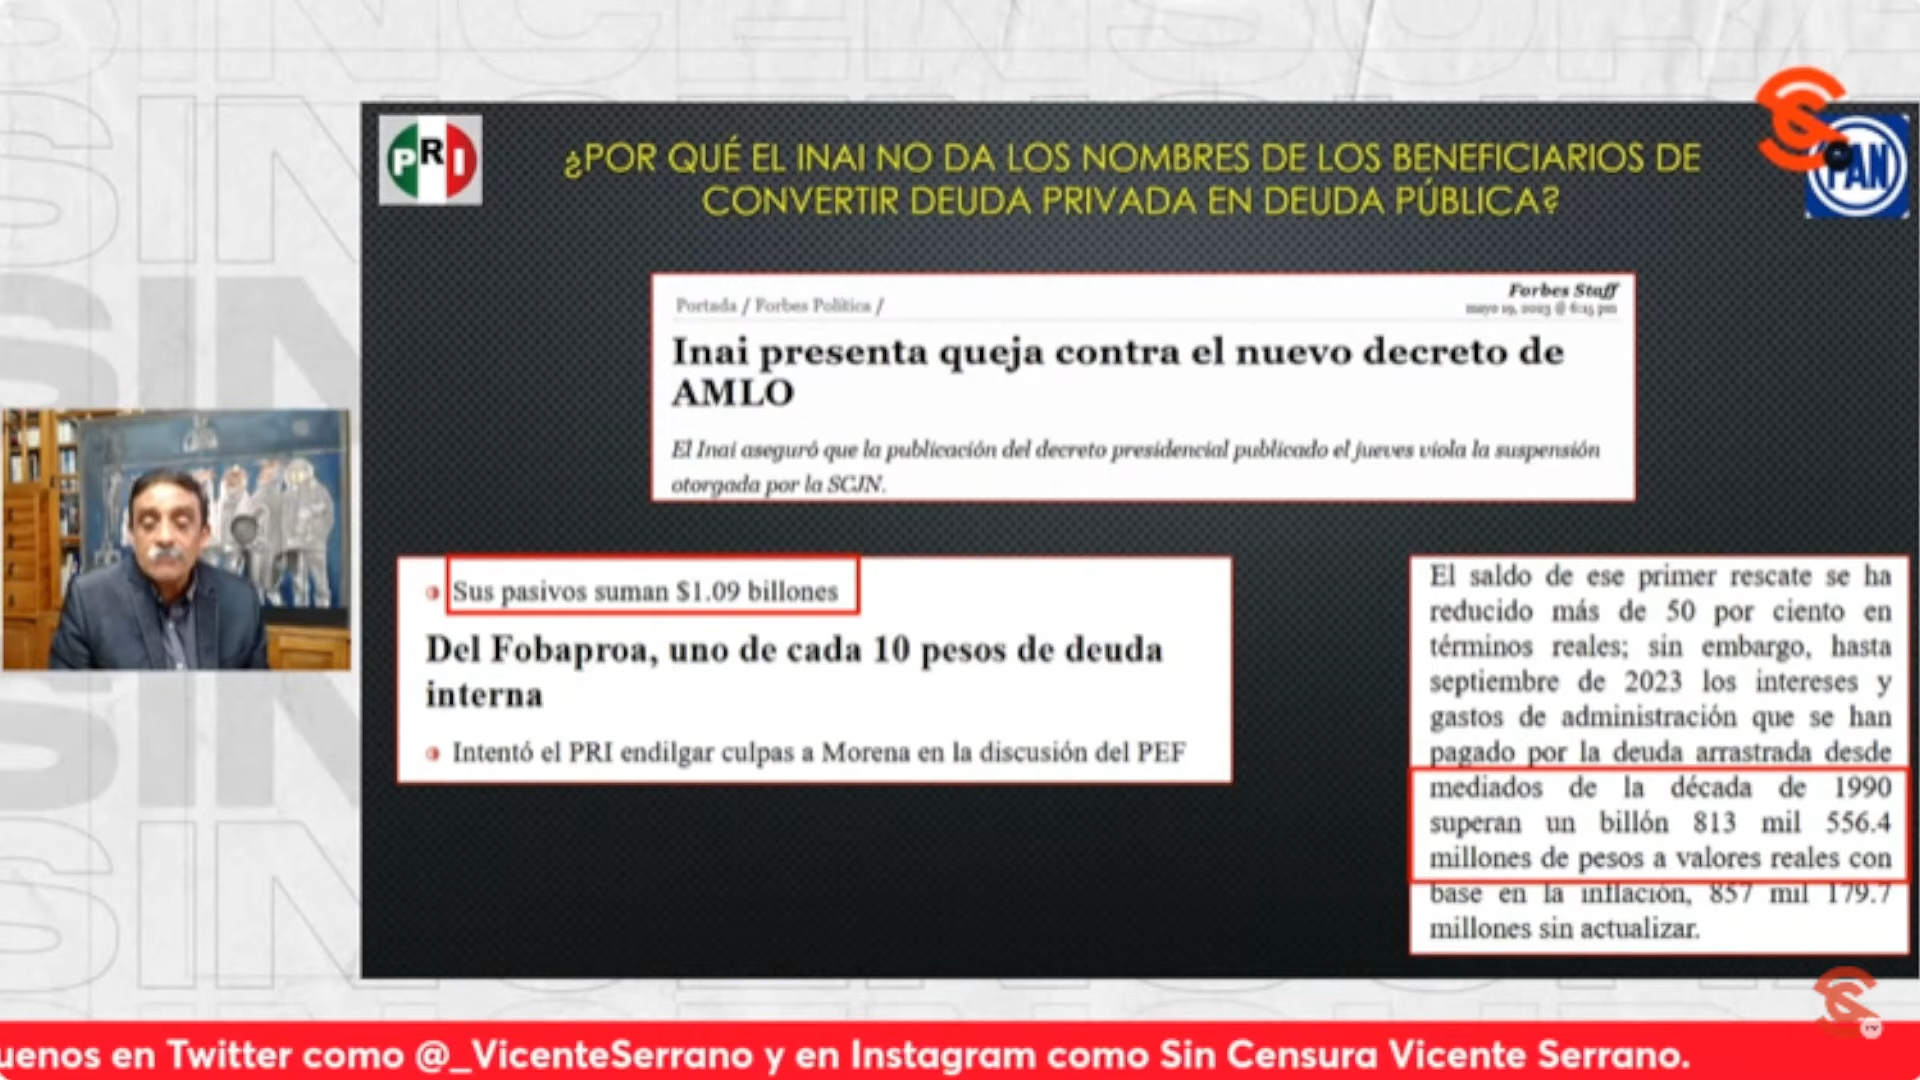 SINCENSURA
PRI
¿POR QUÉ EL INAI NO DA LOS NOMBRES DE LOS BENEFICIARIOS DE
CONVERTIR DEUDA PRIVADA EN DEUDA PÚBLICA?
PAN
Portada / Forbes Política /
Forbes Staff
mayo 19, 2023 @ 6:15 pm
Inai presenta queja contra el nuevo decreto de
AMLO
El Inai aseguró que la publicación del decreto presidencial publicado el jueves viola la suspensión
otorgada por la SCJN.
Sus pasivos suman $1.09 billones
Del Fobaproa, uno de cada 10 pesos de deuda
interna
Intentó el PRI endilgar culpas a Morena en la discusión del PEF
El saldo de ese primer rescate se ha
reducido más de 50 por ciento en
términos reales; sin embargo, hasta
septiembre de 2023 los intereses y
gastos de administración que se han
pagado por la deuda arrastrada desde
mediados de la década de 1990
superan un billón 813 mil 556.4
millones de pesos a valores reales con
base en la inflación, 857 mil 179.7
millones sin actualizar.
TV
uenos en Twitter como @_VicenteSerrano y en Instagram como Sin Censura Vicente Serrano.